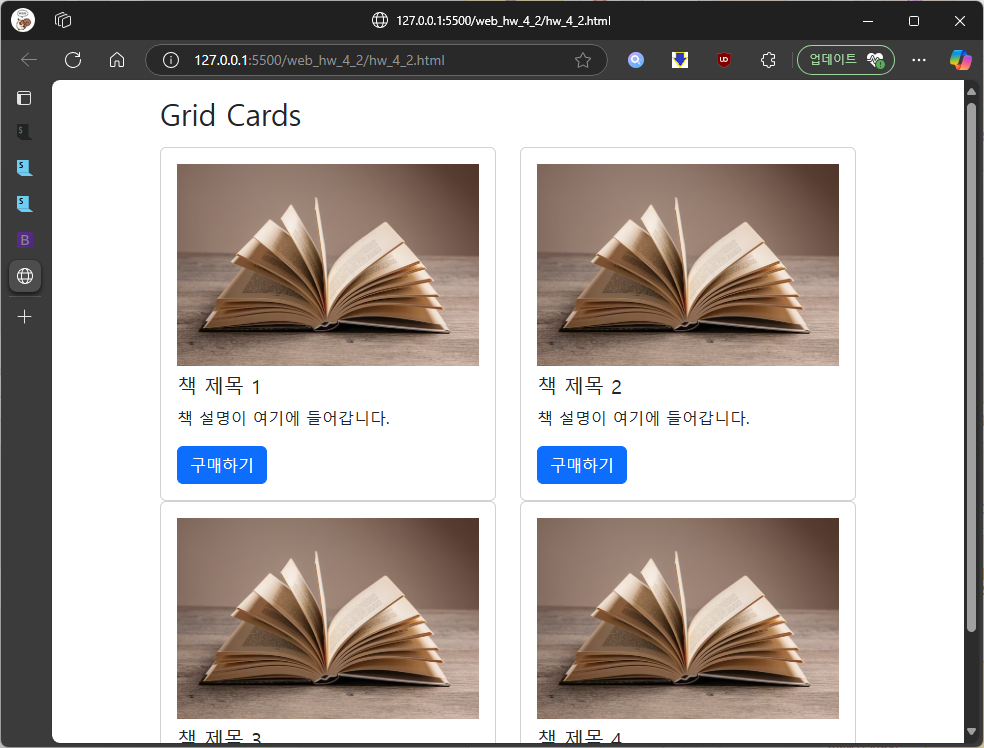 127.0.0.1:5500/web_hw_4_2/hw_4_2.html
127.0.0.1:5500/web_hw_4_2/hw_4_2.html
업데이트
Grid Cards
책 제목 1
책 제목 2
책 설명이 여기에 들어갑니다.
책 설명이 여기에 들어갑니다.
구매하기
구매하기
책 제목 3
책 제목 4